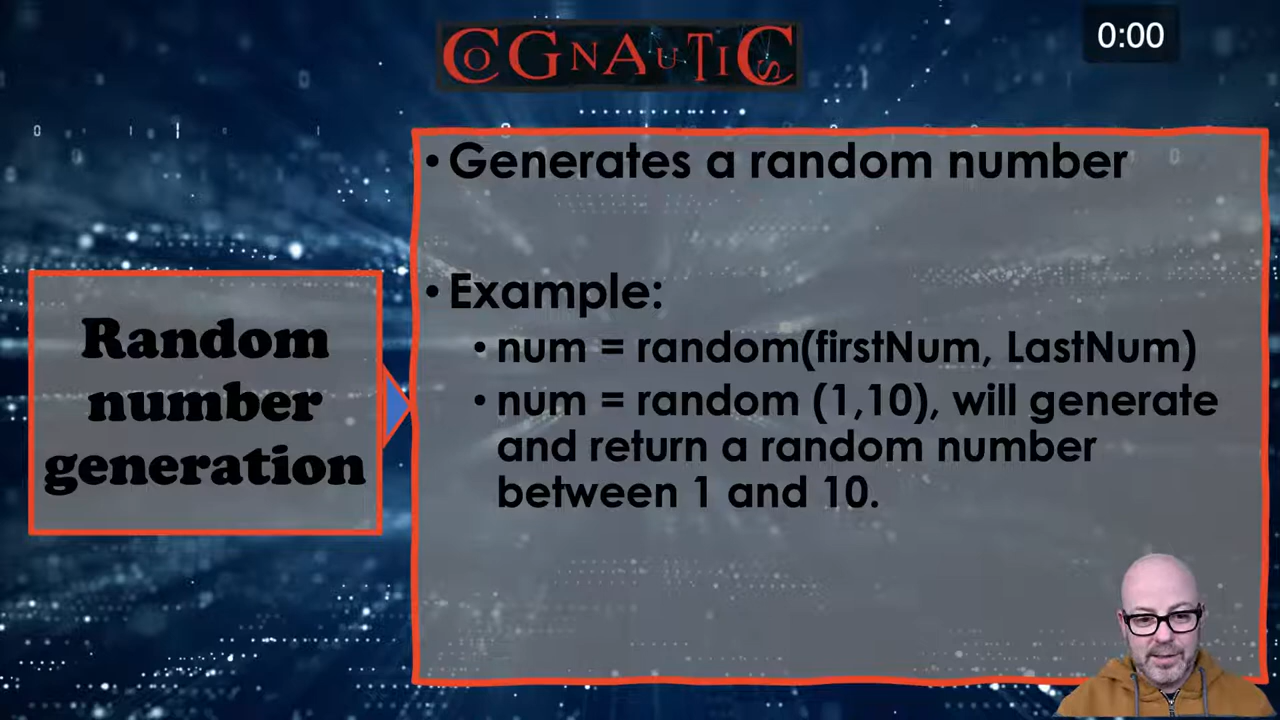 COGNAUTICS
0:00
• Generates a random number
• Example:
• num = random(firstNum, LastNum)
• num = random (1,10), will generate
and return a random number
between 1 and 10.
Random
number
generation